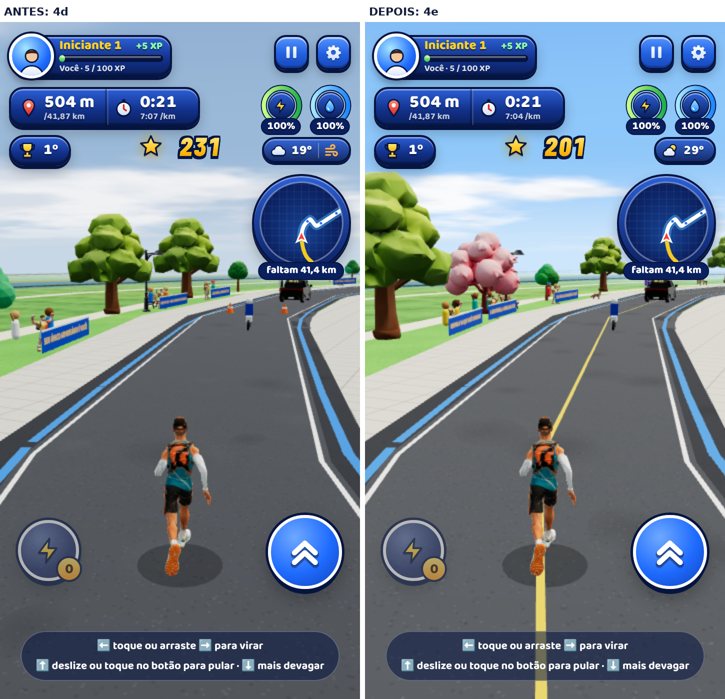 ANTES: 4d
Iniciante 1 +5 XP
Você · 5 / 100 XP
504 m
/41,87 km
0:21
7:07 /km
100%
100%
1°
231
19°
faltam 41,4 km
0
toque ou arraste para virar
deslize ou toque no botão para pular · mais devagar
DEPOIS: 4e
Iniciante 1 +5 XP
Você · 5 / 100 XP
504 m
/41,87 km
0:21
7:04 /km
100%
100%
1°
201
29°
faltam 41,4 km
0
toque ou arraste para virar
deslize ou toque no botão para pular · mais devagar